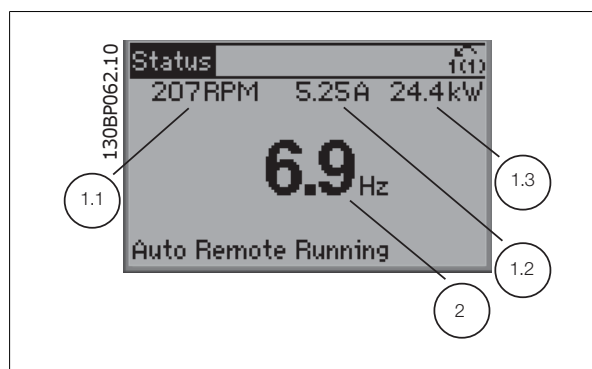 130BP062.10
Status
1(1)
207RPM 5.25A 24.4kW
6.9Hz
Auto Remote Running
1.1
1.3
1.2
2